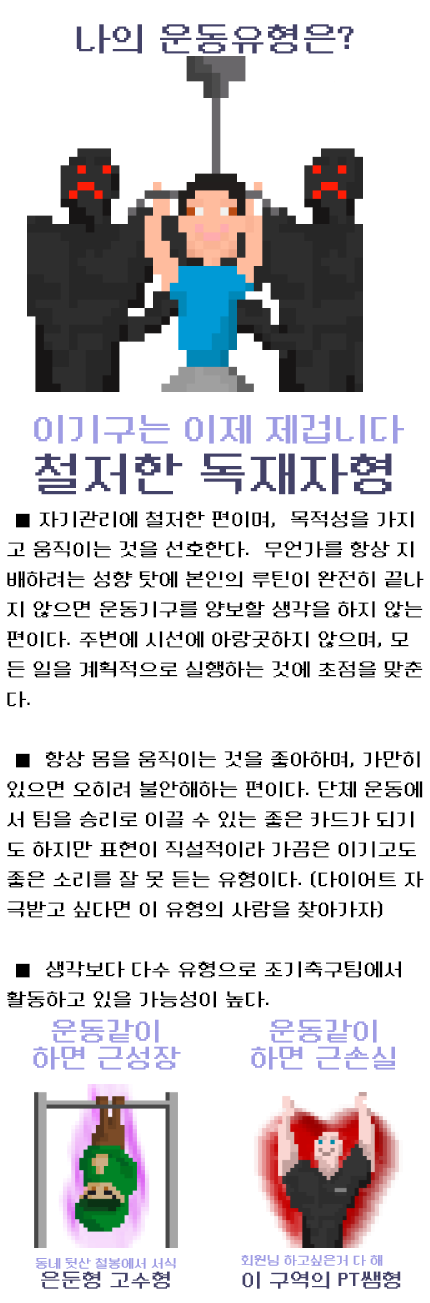 나의 운동유형은?
이기구는 이제 제겁니다
철저한 독재자형
■ 자기관리에 철저한 편이며, 목적성을 가지
고 움직이는 것을 선호한다. 무언가를 항상 지
배하려는 성향 탓에 본인의 루틴이 완전히 끝나
지 않으면 운동기구를 양보할 생각을 하지 않는
편이다. 주변에 시선에 아랑곳하지 않으며, 모
든 일을 계획적으로 실행하는 것에 초점을 맞춘
다.
■ 항상 몸을 움직이는 것을 좋아하며, 가만히
있으면 오히려 불안해하는 편이다. 단체 운동에
서 팀을 승리로 이끌 수 있는 좋은 카드가 되기
도 하지만 표현이 직설적이라 가끔은 이기고도
좋은 소리를 잘 못 듣는 유형이다. (다이어트 자
극받고 싶다면 이 유형의 사람을 찾아가자)
■ 생각보다 다수 유형으로 조기축구팀에서
활동하고 있을 가능성이 높다.
운동같이
하면 근성장
동네 뒷산 철봉에서 서식
은둔형 고수형
운동같이
하면 근손실
회원님 하고싶은거 다 해
이 구역의 PT쌤형